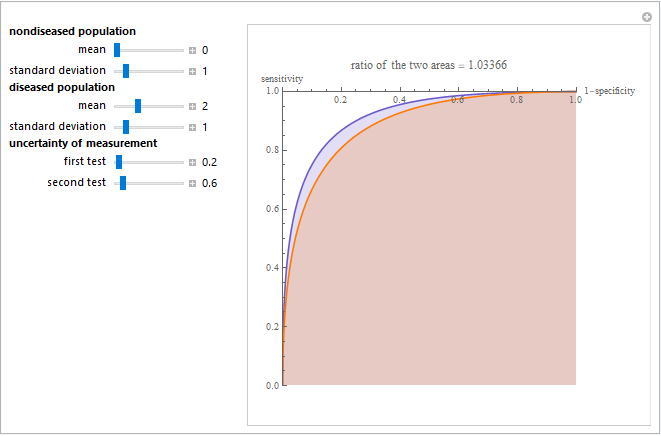 nondiseased population
mean 0
standard deviation 1
diseased population
mean 2
standard deviation 1
uncertainty of measurement
first test 0.2
second test 0.6
ratio of the two areas = 1.03366
sensitivity
1.0 1-specificity
0.2 0.4 0.6 0.8 1.0
0.8
0.6
0.4
0.2
0.0